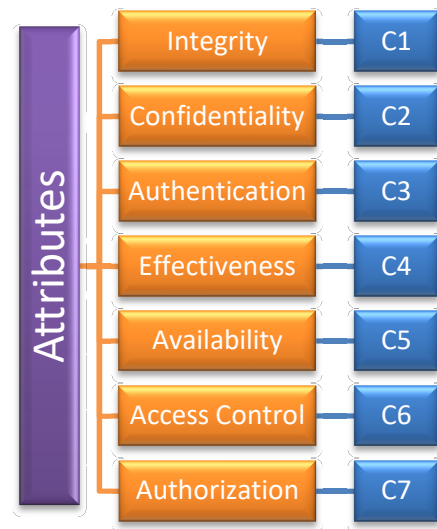 Attributes
Integrity C1
Confidentiality C2
Authentication C3
Effectiveness C4
Availability C5
Access Control C6
Authorization C7